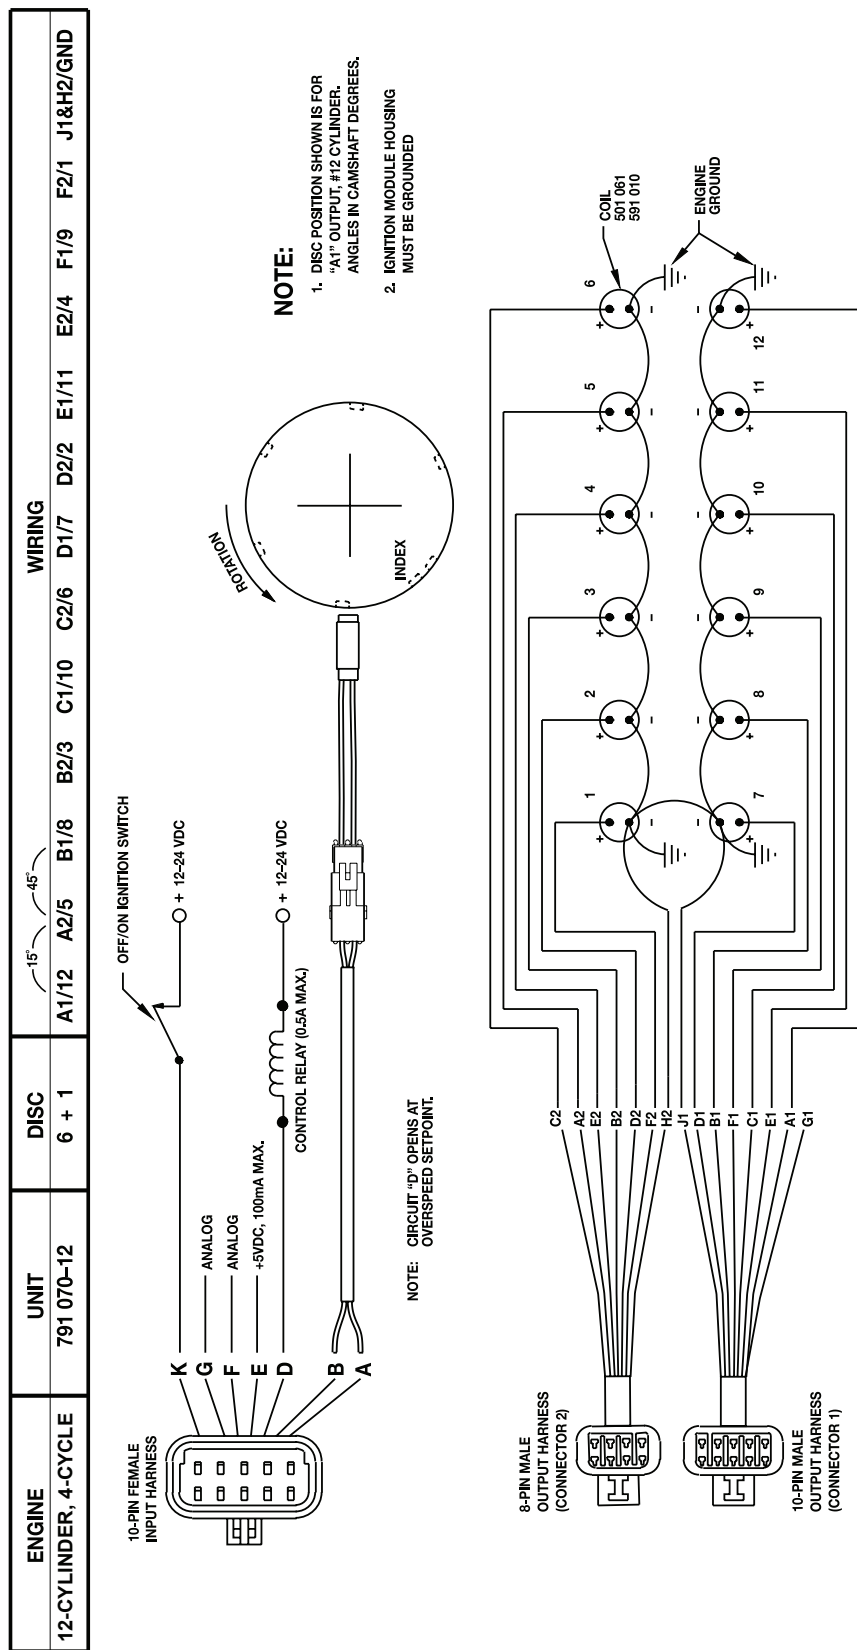 ENGINE UNIT DISC WIRING
12-CYLINDER, 4-CYCLE 791 070–12 6 + 1 A1/12 A2/5 B1/8 B2/3 C1/10 C2/6 D1/7 D2/2 E1/11 E2/4 F1/9 F2/1 J1&H2/GND
15° 45°
10-PIN FEMALE
INPUT HARNESS
K
G
F
E
D
B
A
ANALOG
ANALOG
+5VDC, 100mA MAX.
OFF/ON IGNITION SWITCH
+ 12–24 VDC
+ 12–24 VDC
CONTROL RELAY (0.5A MAX.)
NOTE: CIRCUIT "D" OPENS AT
OVERSPEED SETPOINT.
ROTATION
INDEX
NOTE:
1. DISC POSITION SHOWN IS FOR
"A1" OUTPUT, #12 CYLINDER.
ANGLES IN CAMSHAFT DEGREES.
2. IGNITION MODULE HOUSING
MUST BE GROUNDED
8-PIN MALE
OUTPUT HARNESS
(CONNECTOR 2)
10-PIN MALE
OUTPUT HARNESS
(CONNECTOR 1)
C2
A2
E2
B2
D2
F2
H2
J1
D1
B1
F1
C1
E1
A1
G1
1 2 3 4 5 6
+ + + + + +
- - - - - -
- - - - - -
+ + + + + +
7 8 9 10 11 12
COIL
501 061
591 010
ENGINE
GROUND